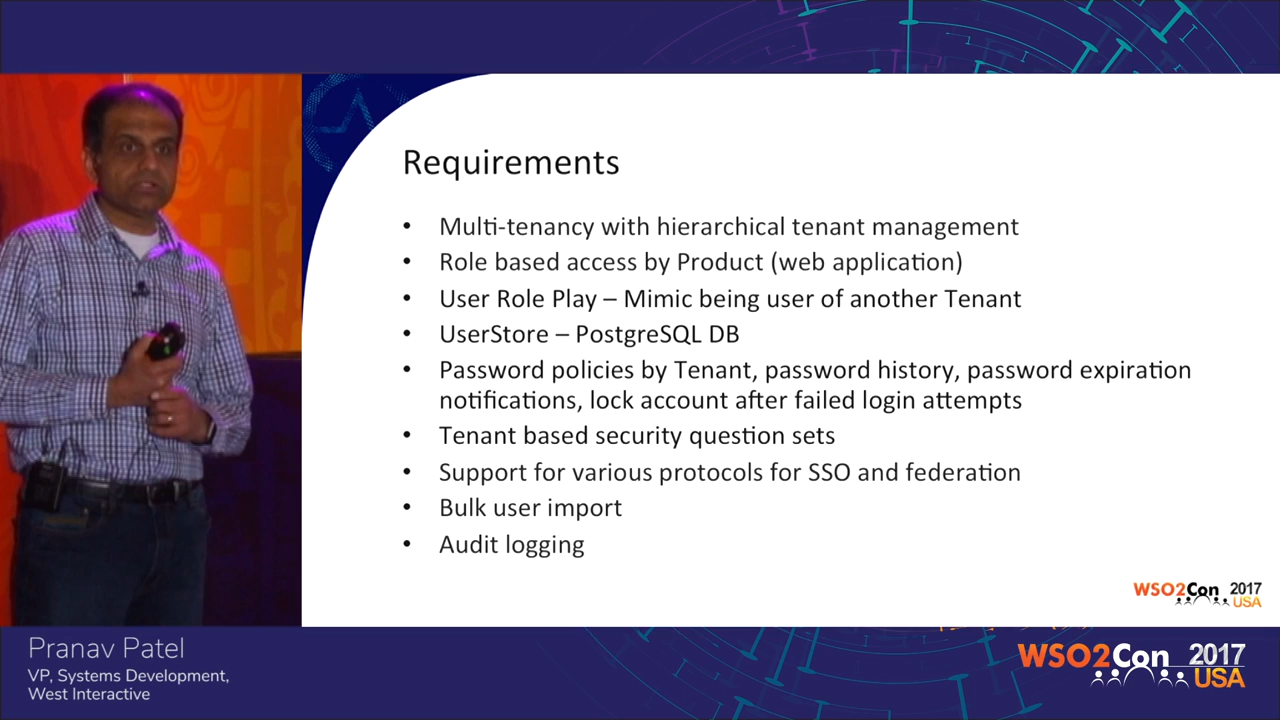 Requirements
• Multi-tenancy with hierarchical tenant management
• Role based access by Product (web application)
• User Role Play – Mimic being user of another Tenant
• UserStore – PostgreSQL DB
• Password policies by Tenant, password history, password expiration
notifications, lock account after failed login attempts
• Tenant based security question sets
• Support for various protocols for SSO and federation
• Bulk user import
• Audit logging
WSO2Con 2017
USA
Pranav Patel
VP, Systems Development,
West Interactive
WSO2Con 2017
USA